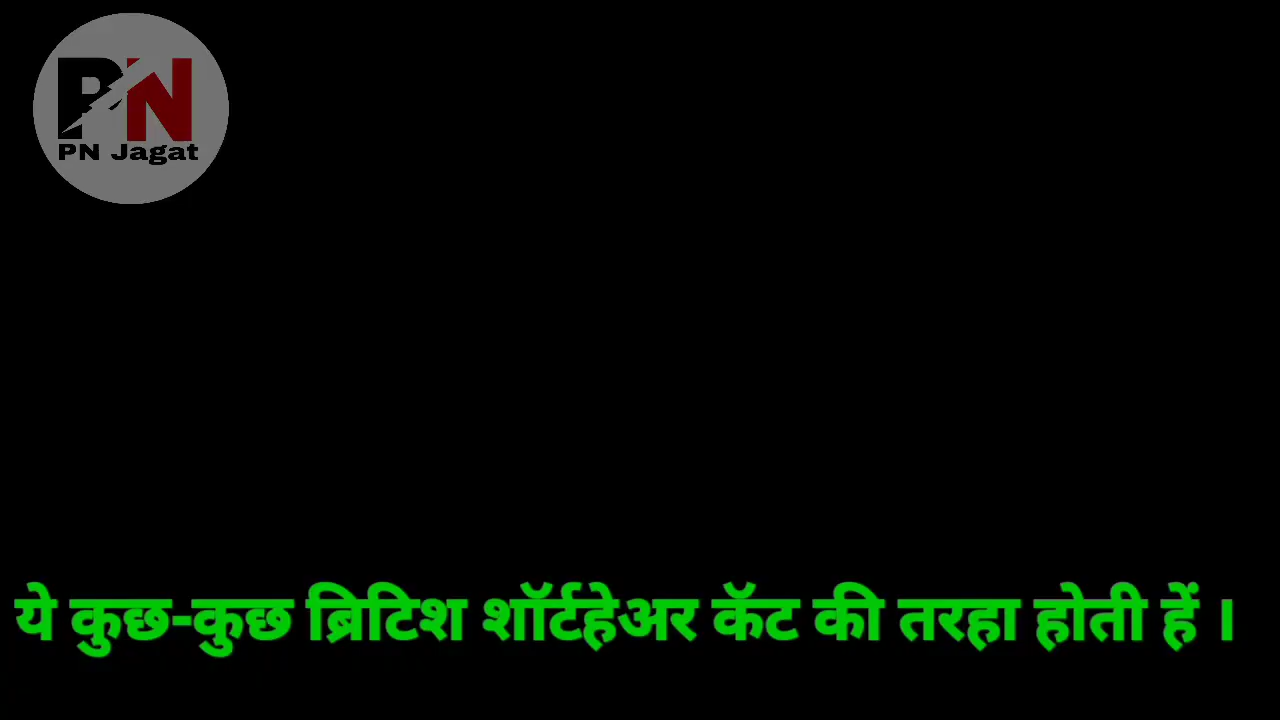 PN
PN Jagat
ये कुछ-कुछ ब्रिटिश शॉर्टहेअर कॅट की तरहा होती हें ।